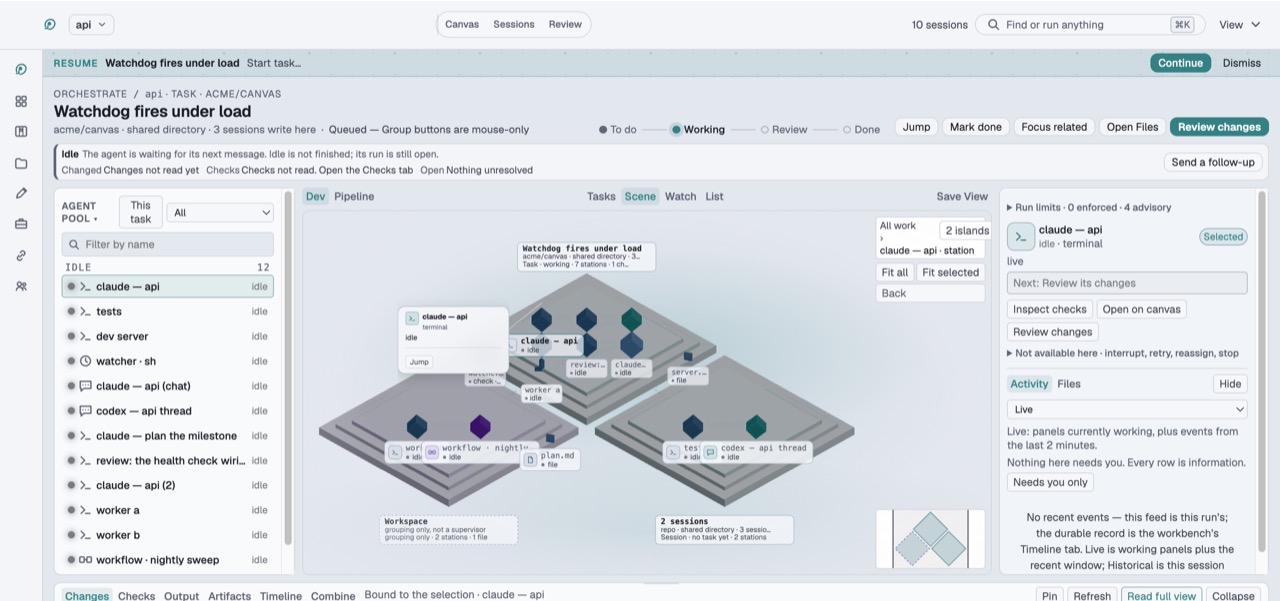 api
Canvas Sessions Review
10 sessions
Find or run anything ⌘K
View
RESUME Watchdog fires under load Start task…
Continue Dismiss
ORCHESTRATE / api · TASK · ACME/CANVAS
Watchdog fires under load
acme/canvas · shared directory · 3 sessions write here · Queued — Group buttons are mouse-only
To do Working Review Done
Jump Mark done Focus related Open Files Review changes
Idle The agent is waiting for its next message. Idle is not finished; its run is still open.
Changed Changes not read yet Checks Checks not read. Open the Checks tab Open Nothing unresolved
Send a follow-up
AGENT POOL
This task
All
Filter by name
IDLE 12
claude — api idle
tests idle
dev server idle
watcher · sh idle
claude — api (chat) idle
codex — api thread idle
claude — plan the milestone idle
review: the health check wiri… idle
claude — api (2) idle
worker a idle
worker b idle
workflow · nightly sweep idle
Dev Pipeline
Tasks Scene Watch List
Save View
All work
›
claude — api · station
2 islands
Fit all Fit selected
Back
Watchdog fires under load
acme/canvas · shared directory · 3…
Task · working · 7 stations · 1 ch…
claude — api
terminal
idle
Jump
claude — api
• idle
review:…
• idle
claude…
• idle
server.…
• file
• check ·…
worker a
• idle
workflow · nightly
• idle
plan.md
• file
codex — api thread
• idle
Workspace
grouping only, not a supervisor
grouping only · 2 stations · 1 file
2 sessions
repo · shared directory · 3 sessio…
Session · no task yet · 2 stations
Run limits · 0 enforced · 4 advisory
claude — api
idle · terminal
Selected
live
Next: Review its changes
Inspect checks Open on canvas
Review changes
Not available here · interrupt, retry, reassign, stop
Activity Files Hide
Live
Live: panels currently working, plus events from
the last 2 minutes.
Nothing here needs you. Every row is information.
Needs you only
No recent events — this feed is this run's;
the durable record is the workbench's
Timeline tab. Live is working panels plus the
recent window; Historical is this session
Changes Checks Output Artifacts Timeline Combine Bound to the selection · claude — api
Pin Refresh Read full view Collapse